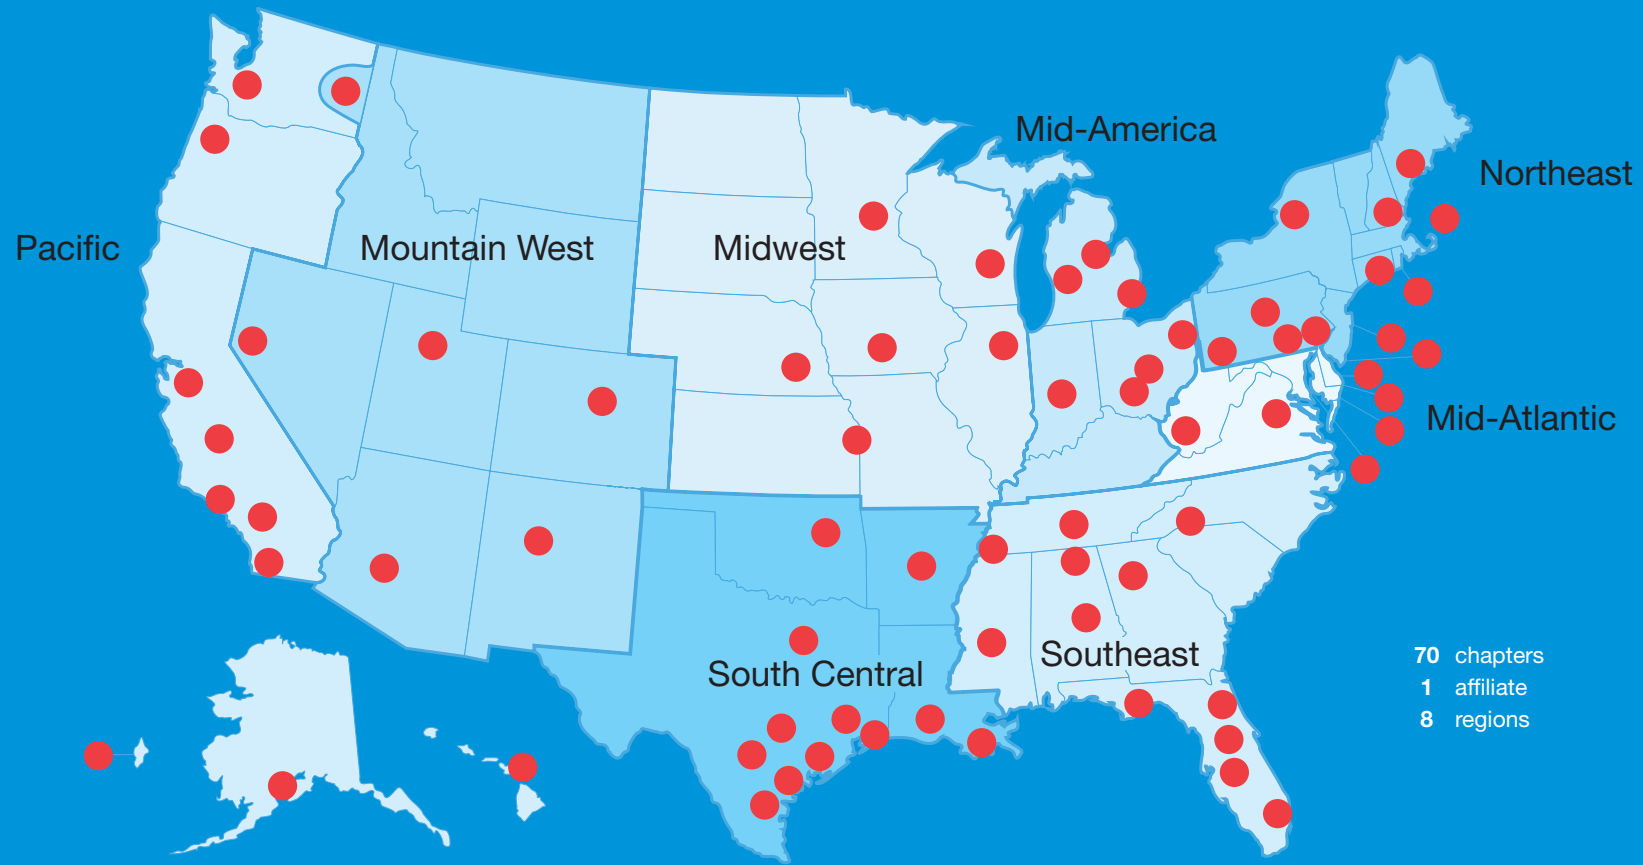 Mid-America
Northeast
Pacific
Mountain West
Midwest
Mid-Atlantic
South Central
Southeast
70 chapters
1 affiliate
8 regions